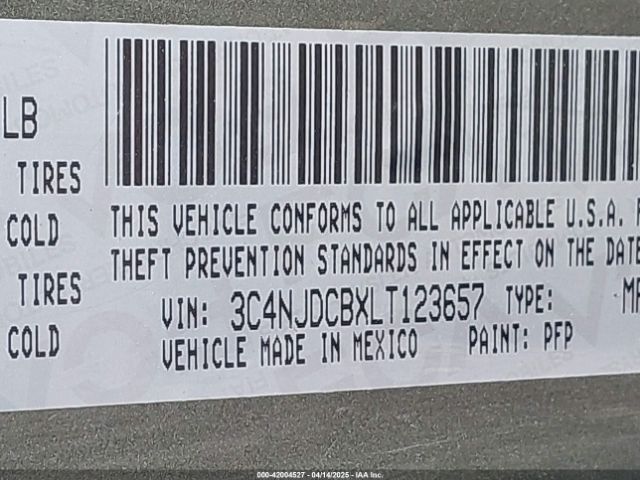 LB
TIRES
COLD
TIRES
COLD
THIS VEHICLE CONFORMS TO ALL APPLICABLE U.S.A.
THEFT PREVENTION STANDARDS IN EFFECT ON THE DATE
VIN: 3C4NJDCBXLT123657 TYPE:
VEHICLE MADE IN MEXICO PAINT: PFP
000-42004527 - 04/14/2025 - IAA Inc.